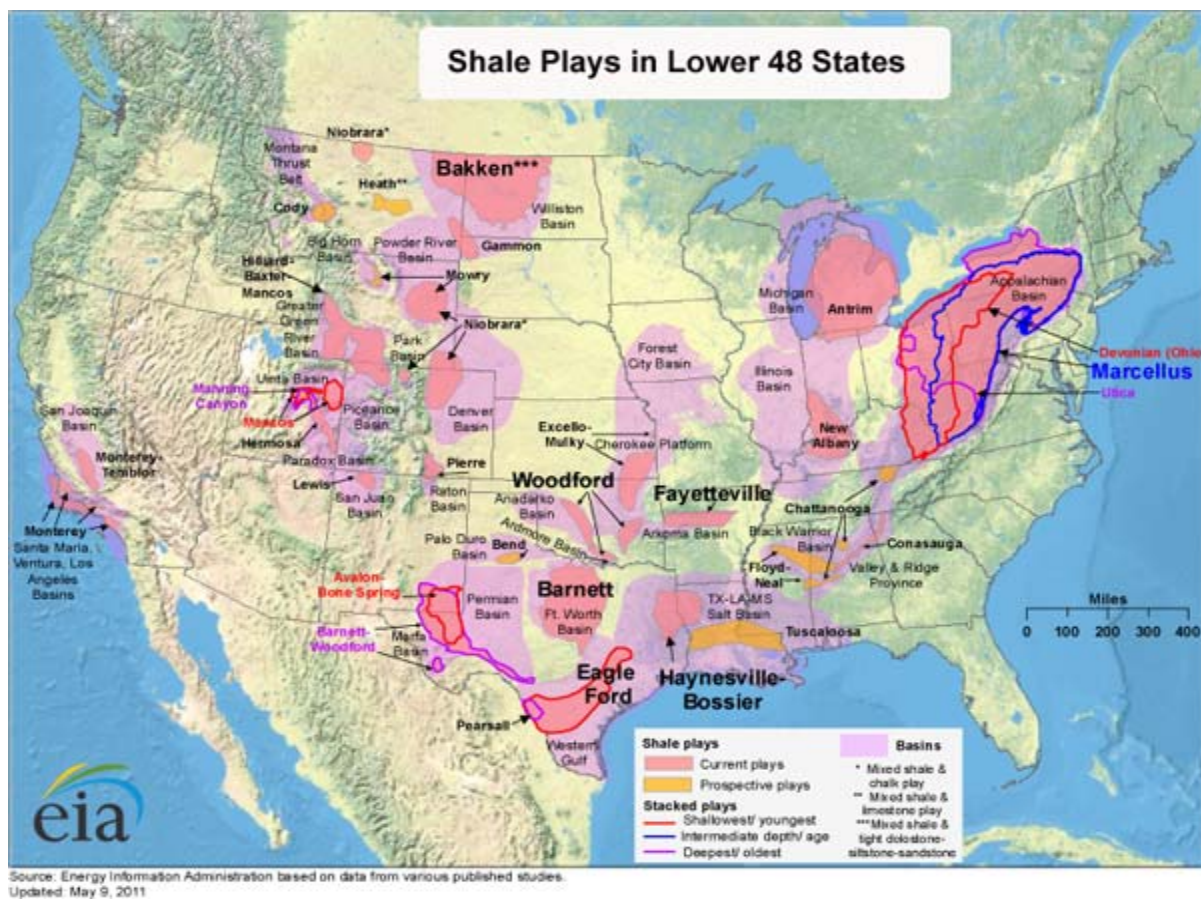 Shale Plays in Lower 48 States
Niobrara*
Montana
Thrust
Belt
Bakken***
Heath**
Cody
Williston
Basin
Big Horn
Basin
Powder River
Basin
Gammon
Hilliard-
Baxter-
Mancos
Mowry
Greater
Green
River
Basin
Niobrara*
Park
Basin
Michigan
Basin
Antrim
Appalachian
Basin
Devonian (Ohio
Marcellus
Utica
Forest
City Basin
Illinois
Basin
Uinta Basin
Manning
Canyon
Mancos
Piceance
Basin
Denver
Basin
San Joaquin
Basin
Hermosa
Excello-
Mulky
Cherokee Platform
New
Albany
Monterey-
Temblor
Paradox Basin
Pierre
Lewis
San Juan
Basin
Raton
Basin
Woodford
Anadarko
Basin
Fayetteville
Chattanooga
Monterey
Santa Maria,
Ventura, Los
Angeles
Basins
Ardmore Basin
Arkoma Basin
Black Warrior
Basin
Conasauga
Palo Duro
Basin
Bend
Floyd-
Neal
Valley & Ridge
Province
Avalon-
Bone Spring
Permian
Basin
Barnett
Ft. Worth
Basin
TX-LA-MS
Salt Basin
Tuscaloosa
Miles
0 100 200 300 400
Barnett-
Woodford
Marfa
Basin
Eagle
Ford
Haynesville-
Bossier
Pearsall
Western
Gulf
Shale plays
Current plays
Prospective plays
Stacked plays
Shallowest/ youngest
Intermediate depth/ age
Deepest/ oldest
Basins
* Mixed shale &
chalk play
** Mixed shale &
limestone play
***Mixed shale &
tight dolostone-
siltstone-sandstone
eia
Source: Energy Information Administration based on data from various published studies.
Updated: May 9, 2011